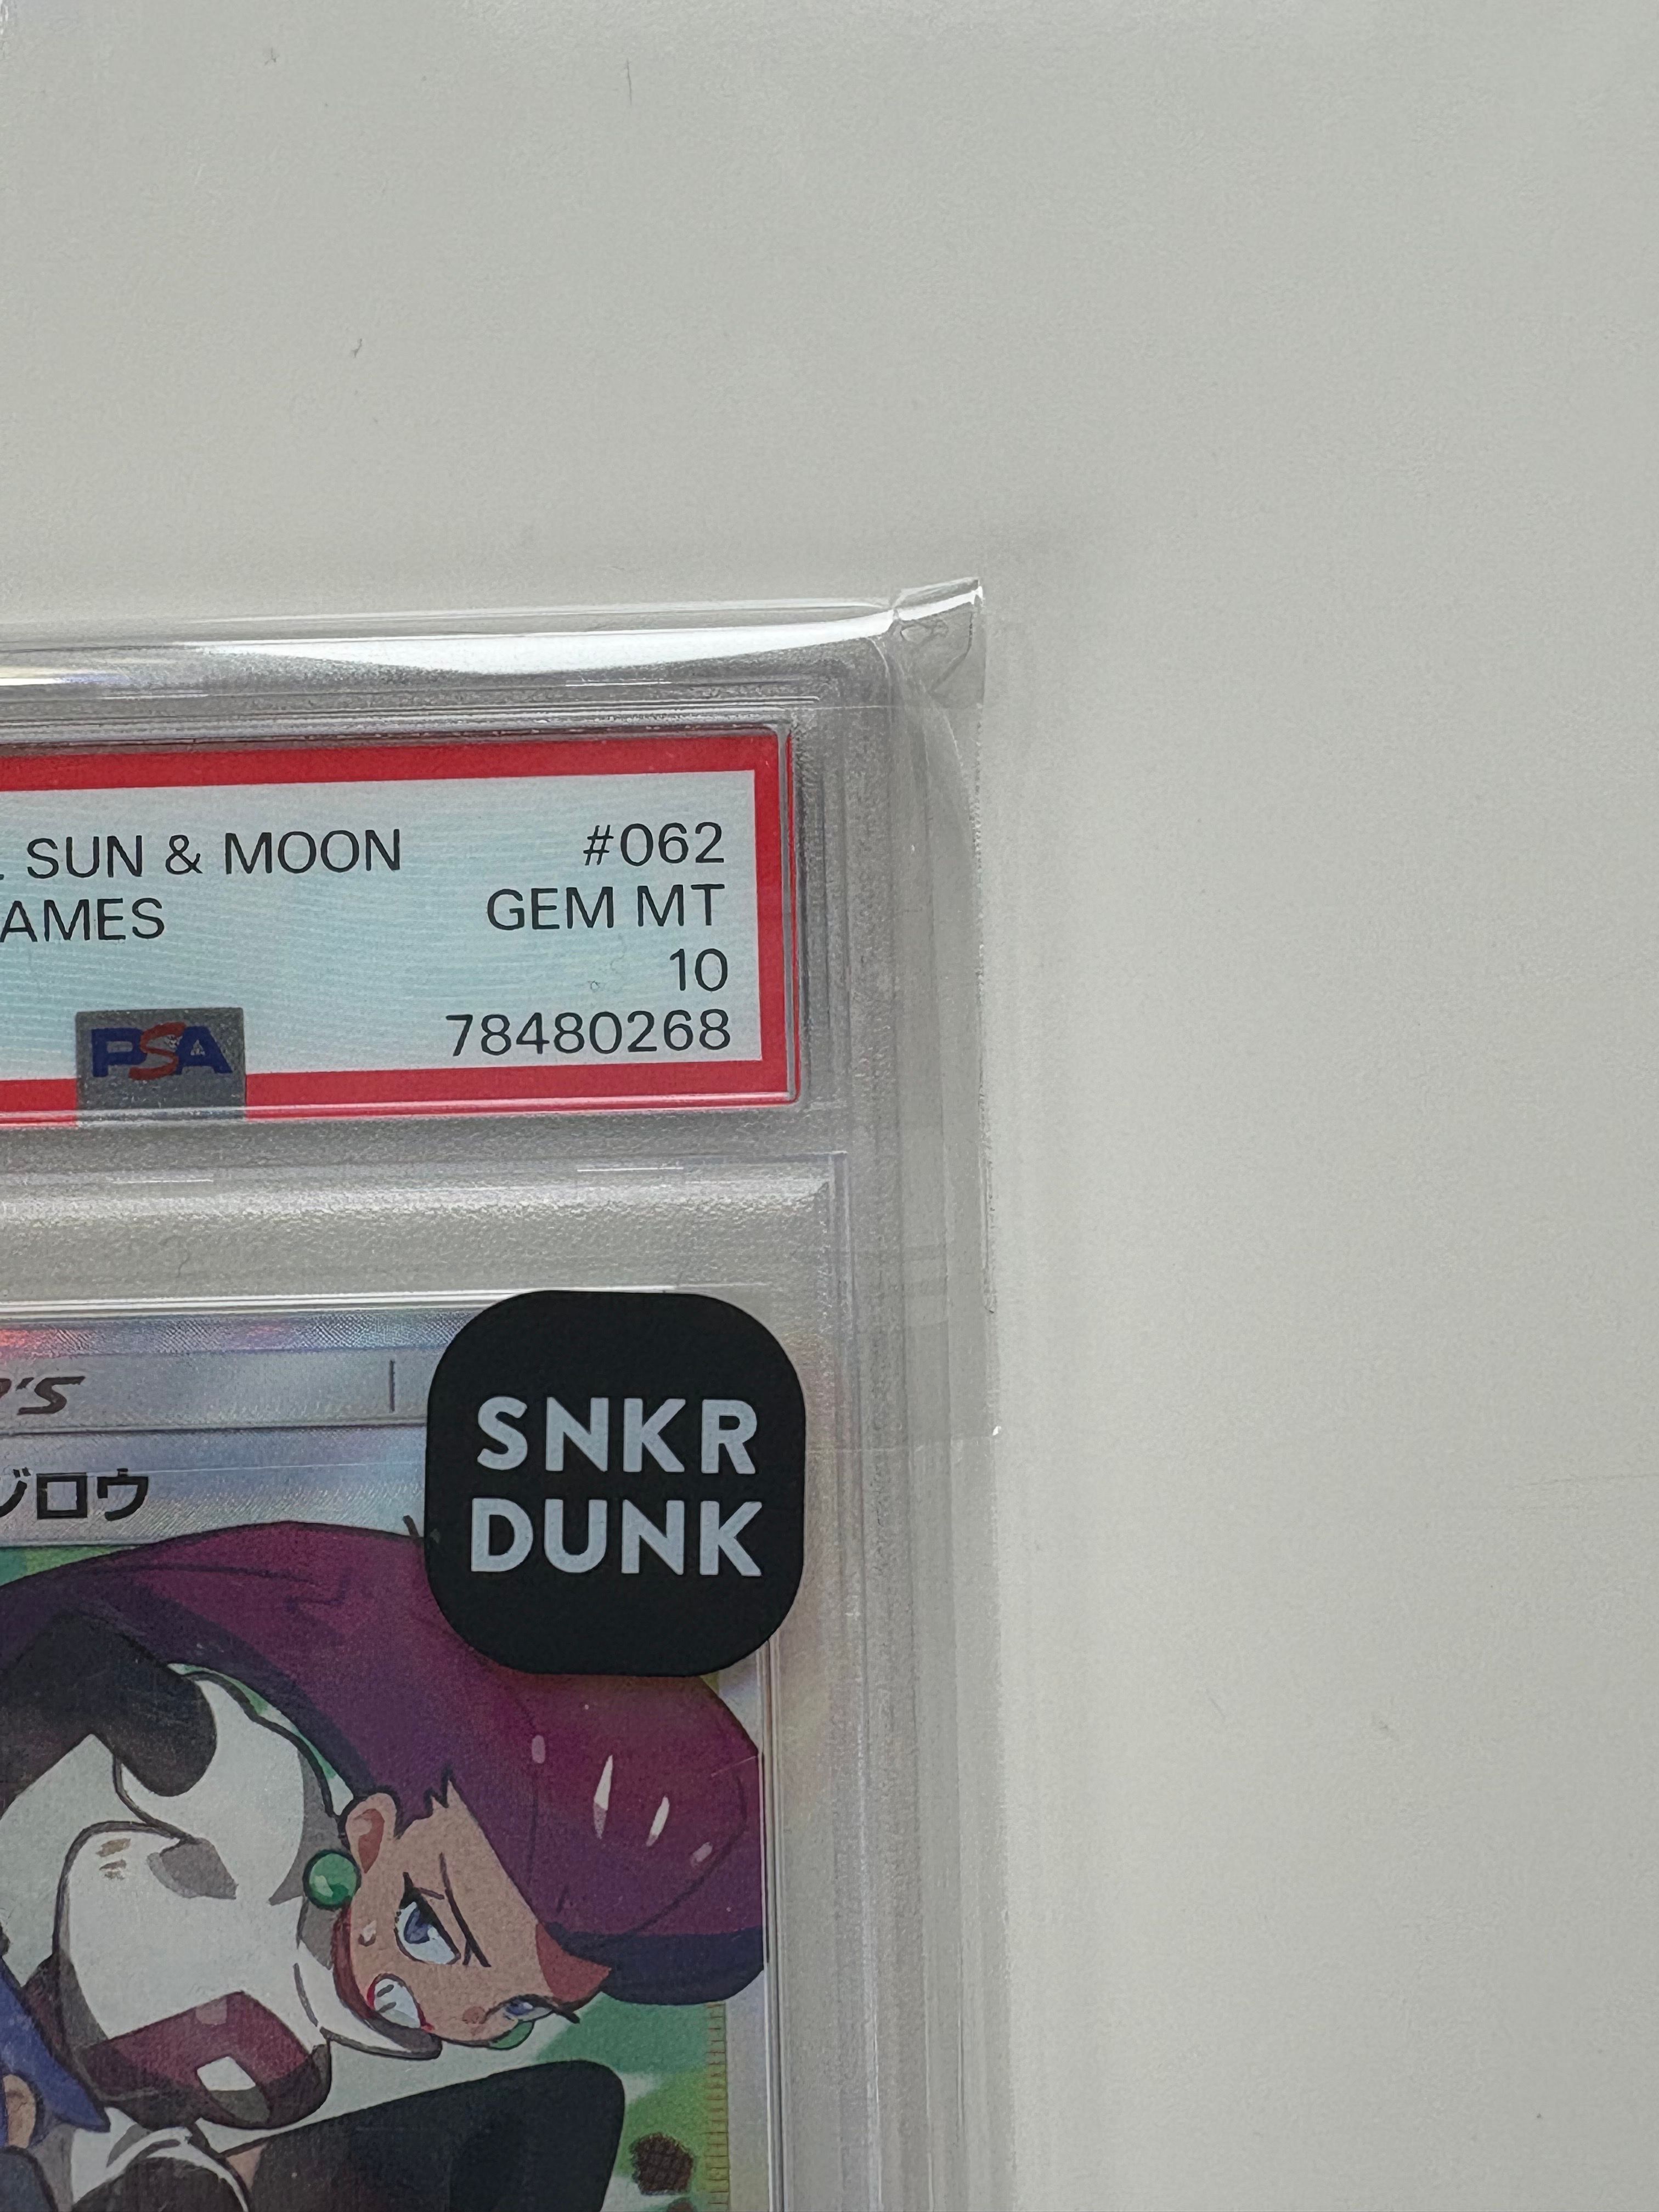 SUN & MOON #062
AMES GEM MT
10
PSA 78480268
'S
ジロウ
SNKR
DUNK